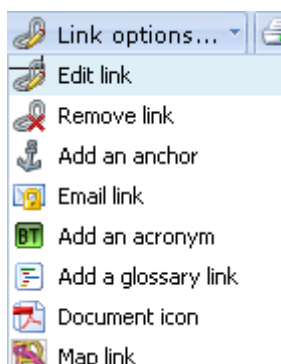 Link options...
Edit link
Remove link
Add an anchor
Email link
BT Add an acronym
Add a glossary link
Document icon
Map link